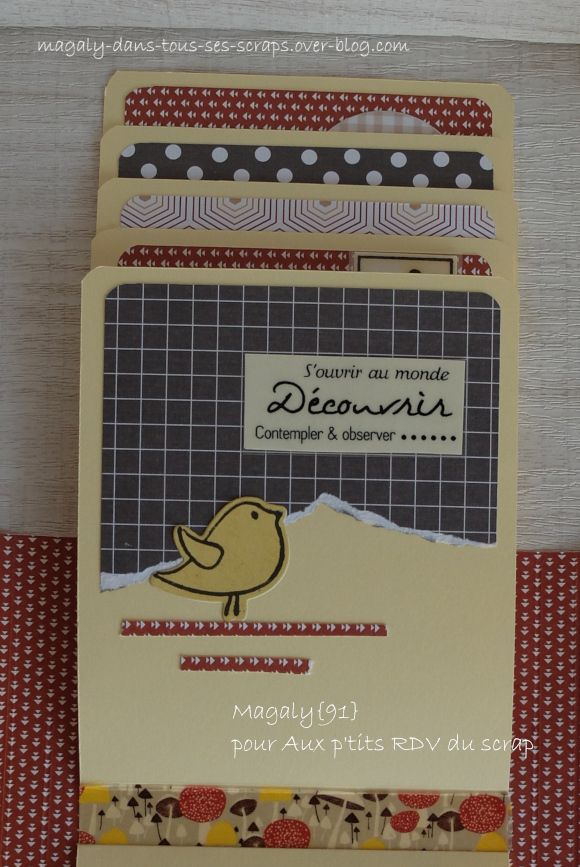 magaly-dans-tous-ses-scraps.over-blog.com
S'ouvrir au monde
Découvrir
Contempler & observer ......
Magaly{91}
pour Aux p'tits RDV du scrap